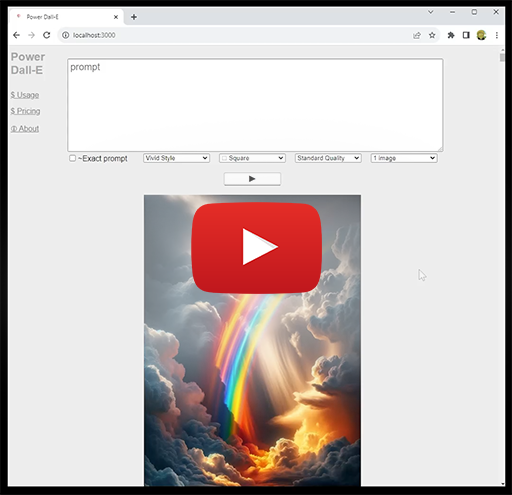 Power Dall-E
localhost:3000
Power
Dall-E
$ Usage
$ Pricing
① About
prompt
~Exact prompt
Vivid Style
□ Square
Standard Quality
1 image